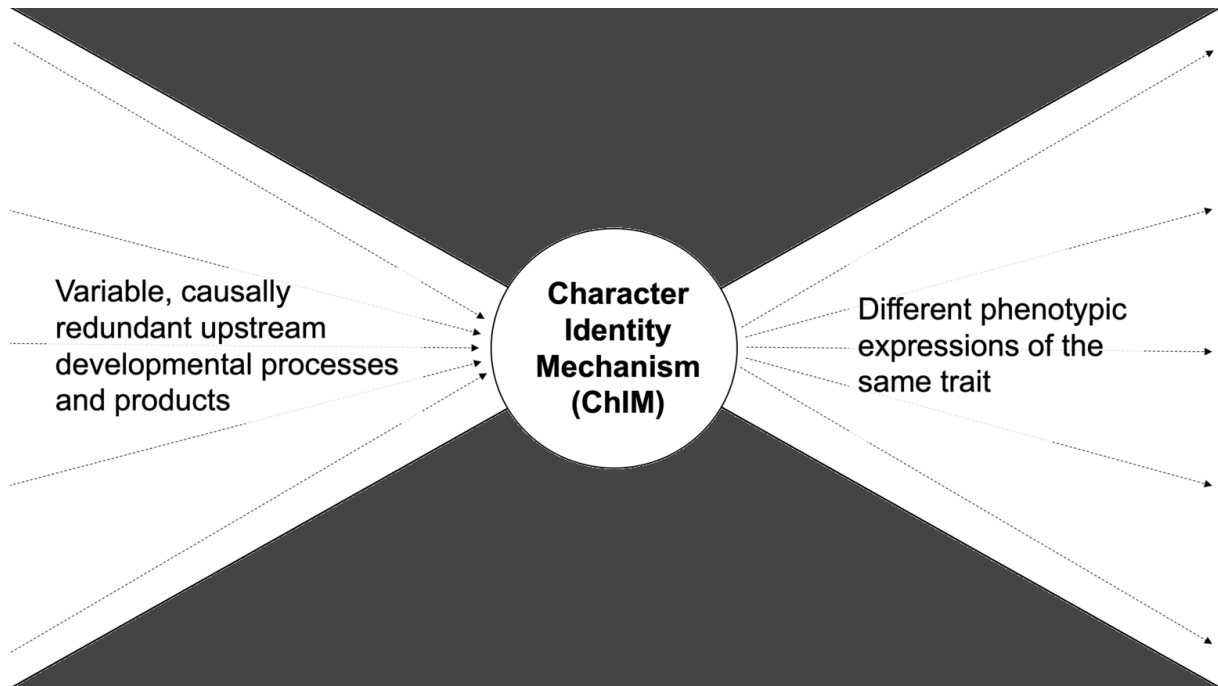 Variable, causally
redundant upstream
developmental processes
and products
Character
Identity
Mechanism
(ChIM)
Different phenotypic
expressions of the
same trait